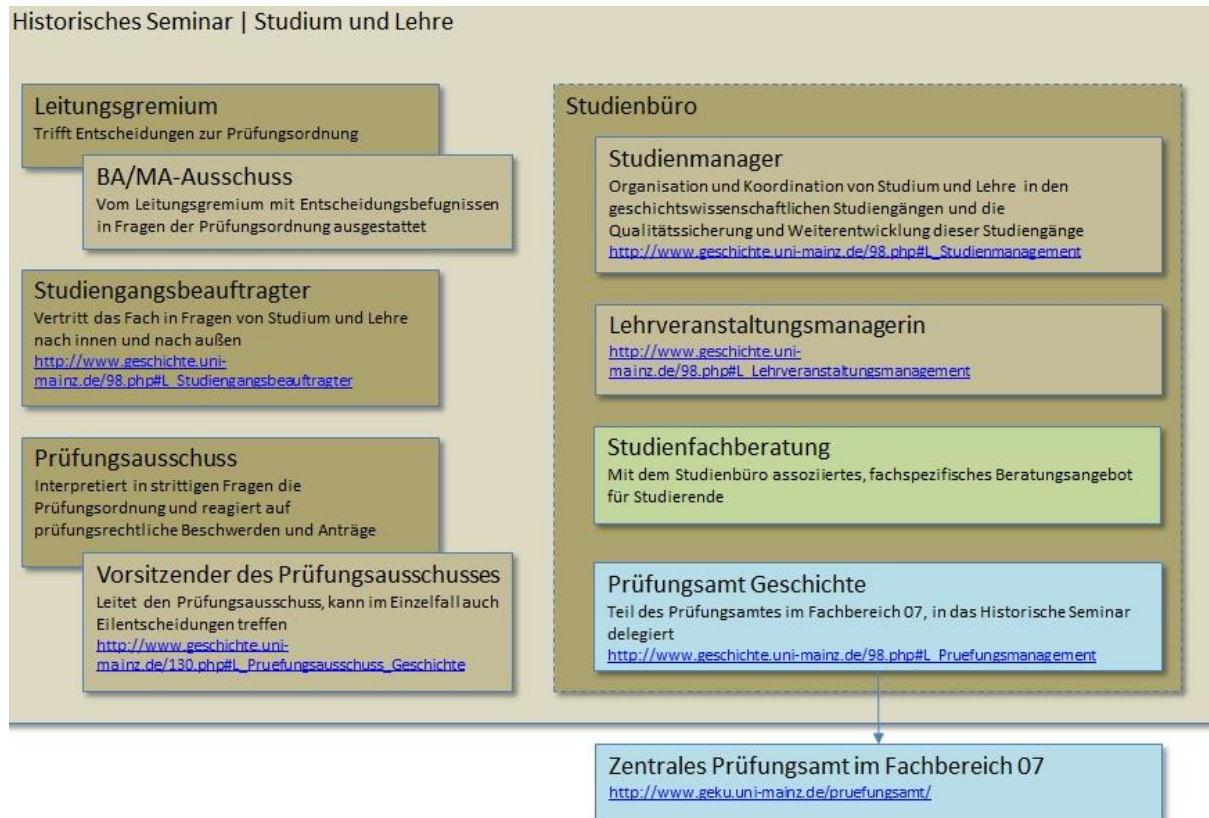 Historisches Seminar | Studium und Lehre
Leitungsgremium
Trifft Entscheidungen zur Prüfungsordnung
BA/MA-Ausschuss
Vom Leitungsgremium mit Entscheidungsbefugnissen
in Fragen der Prüfungsordnung ausgestattet
Studiengangsbeauftragter
Vertritt das Fach in Fragen von Studium und Lehre
nach innen und nach außen
http://www.geschichte.uni-
mainz.de/98.php#L_Studiengangsbeauftragter
Prüfungsausschuss
Interpretiert in strittigen Fragen die
Prüfungsordnung und reagiert auf
prüfungsrechtliche Beschwerden und Anträge
Vorsitzender des Prüfungsausschusses
Leitet den Prüfungsausschuss, kann im Einzelfall auch
Eilentscheidungen treffen
http://www.geschichte.uni-
mainz.de/130.php#L_Pruefungsausschuss_Geschichte
Studienbüro
Studienmanager
Organisation und Koordination von Studium und Lehre in den
geschichtswissenschaftlichen Studiengängen und die
Qualitätssicherung und Weiterentwicklung dieser Studiengänge
http://www.geschichte.uni-mainz.de/98.php#L_Studienmanagement
Lehrveranstaltungsmanagerin
http://www.geschichte.uni-
mainz.de/98.php#L_Lehrveranstaltungsmanagement
Studienfachberatung
Mit dem Studienbüro assoziiertes, fachspezifisches Beratungsangebot
für Studierende
Prüfungsamt Geschichte
Teil des Prüfungsamtes im Fachbereich 07, in das Historische Seminar
delegiert
http://www.geschichte.uni-mainz.de/98.php#L_Pruefungsmanagement
Zentrales Prüfungsamt im Fachbereich 07
http://www.geku.uni-mainz.de/pruefungsamt/